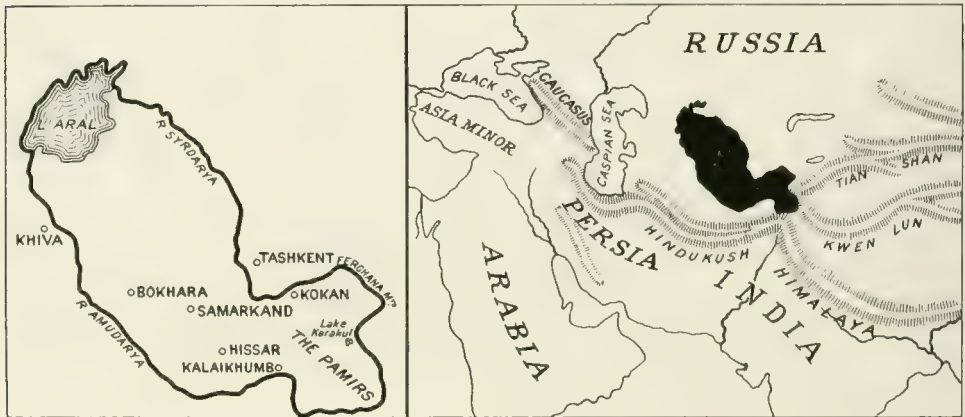 L ARAL
R SYRDARYA
KHIVA
TASHKENT
FERGHANA MTS
BOKHARA
KOKAN
SAMARKAND
R AMUDARYA
Lake
Karakul
HISSAR
THE PAMIRS
KALAIKHUMB
RUSSIA
BLACK SEA
CAUCASUS
ASIA MINOR
CASPIAN SEA
TIAN SHAN
PERSIA
HINDUKUSH
KWEN LUN
ARABIA
INDIA
HIMALAYA